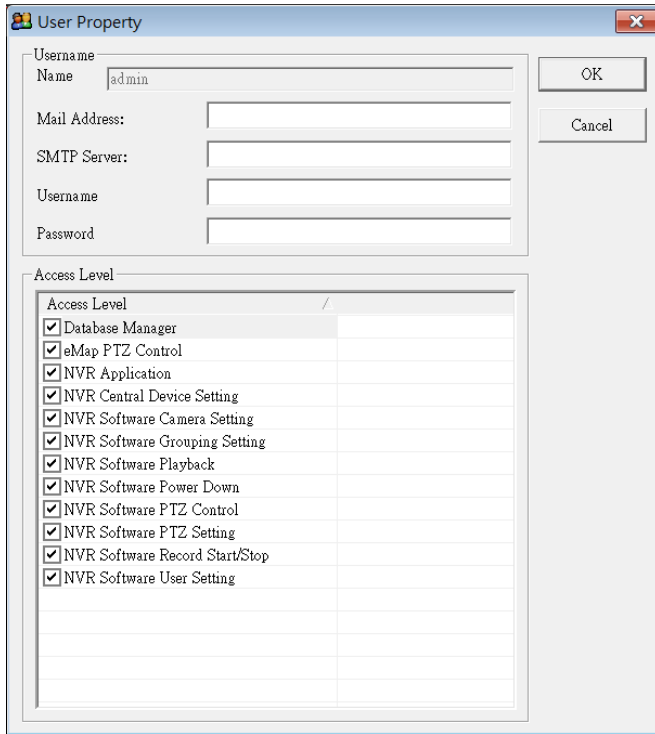 User Property
Username
Name admin
OK
Mail Address:
Cancel
SMTP Server:
Username
Password
Access Level
Access Level
Database Manager
eMap PTZ Control
NVR Application
NVR Central Device Setting
NVR Software Camera Setting
NVR Software Grouping Setting
NVR Software Playback
NVR Software Power Down
NVR Software PTZ Control
NVR Software PTZ Setting
NVR Software Record Start/Stop
NVR Software User Setting